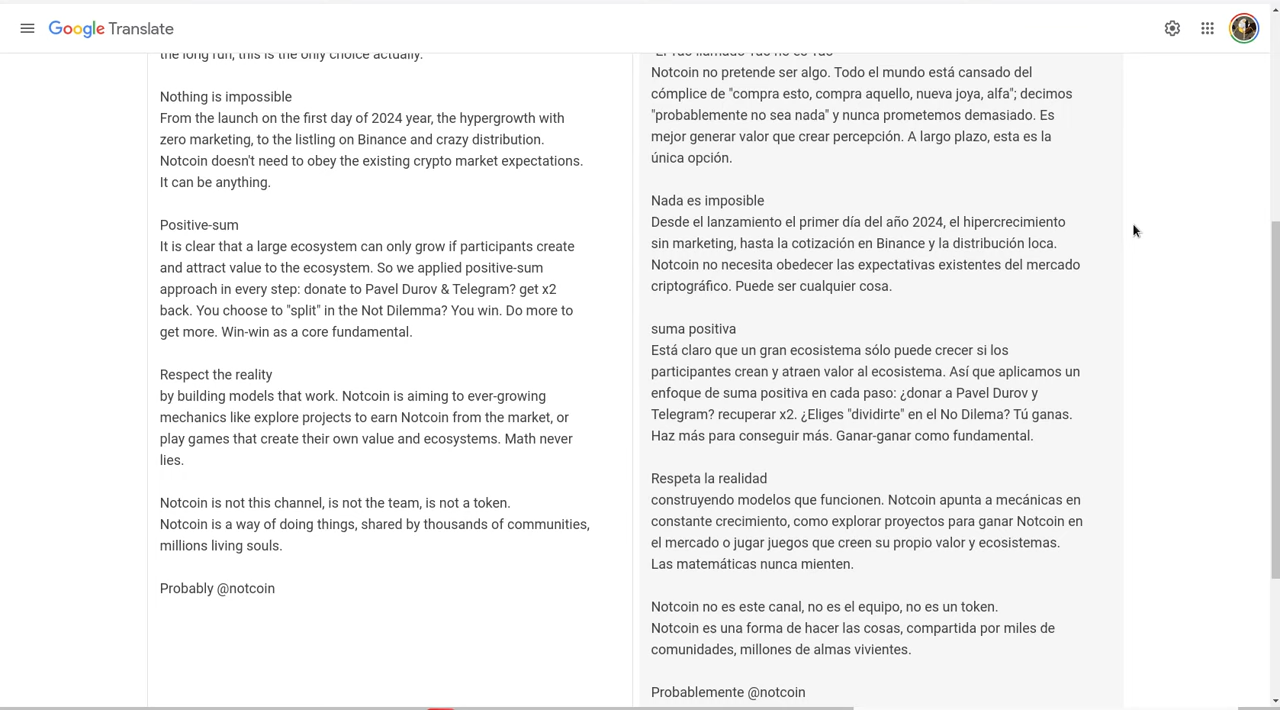 Google Translate
the long run, this is the only choice actually.
Nothing is impossible
From the launch on the first day of 2024 year, the hypergrowth with
zero marketing, to the listling on Binance and crazy distribution.
Notcoin doesn't need to obey the existing crypto market expectations.
It can be anything.
Positive-sum
It is clear that a large ecosystem can only grow if participants create
and attract value to the ecosystem. So we applied positive-sum
approach in every step: donate to Pavel Durov & Telegram? get x2
back. You choose to "split" in the Not Dilemma? You win. Do more to
get more. Win-win as a core fundamental.
Respect the reality
by building models that work. Notcoin is aiming to ever-growing
mechanics like explore projects to earn Notcoin from the market, or
play games that create their own value and ecosystems. Math never
lies.
Notcoin is not this channel, is not the team, is not a token.
Notcoin is a way of doing things, shared by thousands of communities,
millions living souls.
Probably @notcoin
"El Tao llamado Tao no es Tao"
Notcoin no pretende ser algo. Todo el mundo está cansado del
cómplice de "compra esto, compra aquello, nueva joya, alfa"; decimos
"probablemente no sea nada" y nunca prometemos demasiado. Es
mejor generar valor que crear percepción. A largo plazo, esta es la
única opción.
Nada es imposible
Desde el lanzamiento el primer día del año 2024, el hipercrecimiento
sin marketing, hasta la cotización en Binance y la distribución loca.
Notcoin no necesita obedecer las expectativas existentes del mercado
criptográfico. Puede ser cualquier cosa.
suma positiva
Está claro que un gran ecosistema sólo puede crecer si los
participantes crean y atraen valor al ecosistema. Así que aplicamos un
enfoque de suma positiva en cada paso: ¿donar a Pavel Durov y
Telegram? recuperar x2. ¿Eliges "dividirte" en el No Dilema? Tú ganas.
Haz más para conseguir más. Ganar-ganar como fundamental.
Respeta la realidad
construyendo modelos que funcionen. Notcoin apunta a mecánicas en
constante crecimiento, como explorar proyectos para ganar Notcoin en
el mercado o jugar juegos que creen su propio valor y ecosistemas.
Las matemáticas nunca mienten.
Notcoin no es este canal, no es el equipo, no es un token.
Notcoin es una forma de hacer las cosas, compartida por miles de
comunidades, millones de almas vivientes.
Probablemente @notcoin